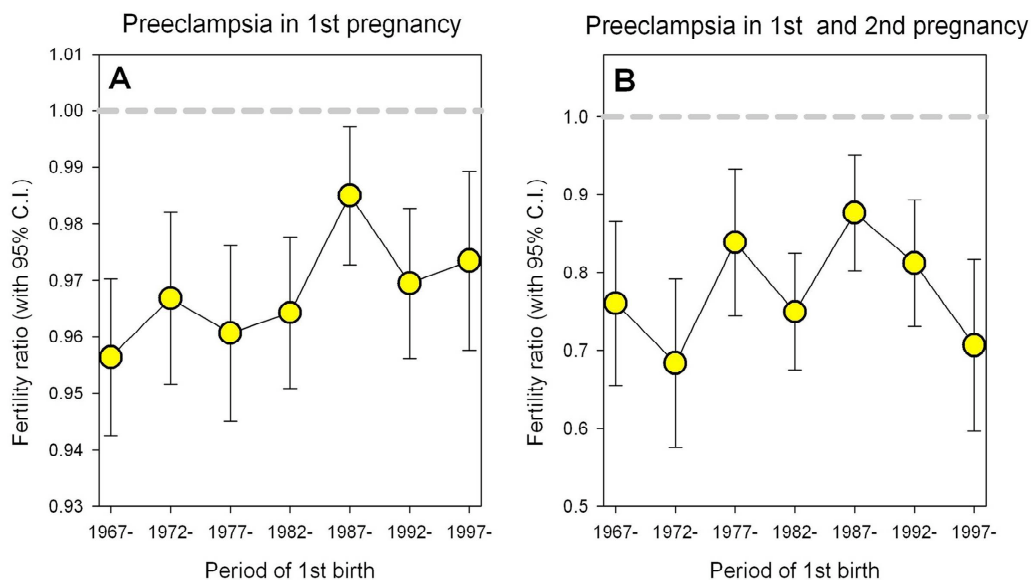 Preeclampsia in 1st pregnancy
A
1.01
1.00
0.99
0.98
0.97
0.96
0.95
0.94
0.93
Fertility ratio (with 95% C.I.)
1967- 1972- 1977- 1982- 1987- 1992- 1997-
Period of 1st birth
Preeclampsia in 1st and 2nd pregnancy
B
1.0
0.9
0.8
0.7
0.6
0.5
Fertility ratio (with 95% C.I.)
1967- 1972- 1977- 1982- 1987- 1992- 1997-
Period of 1st birth